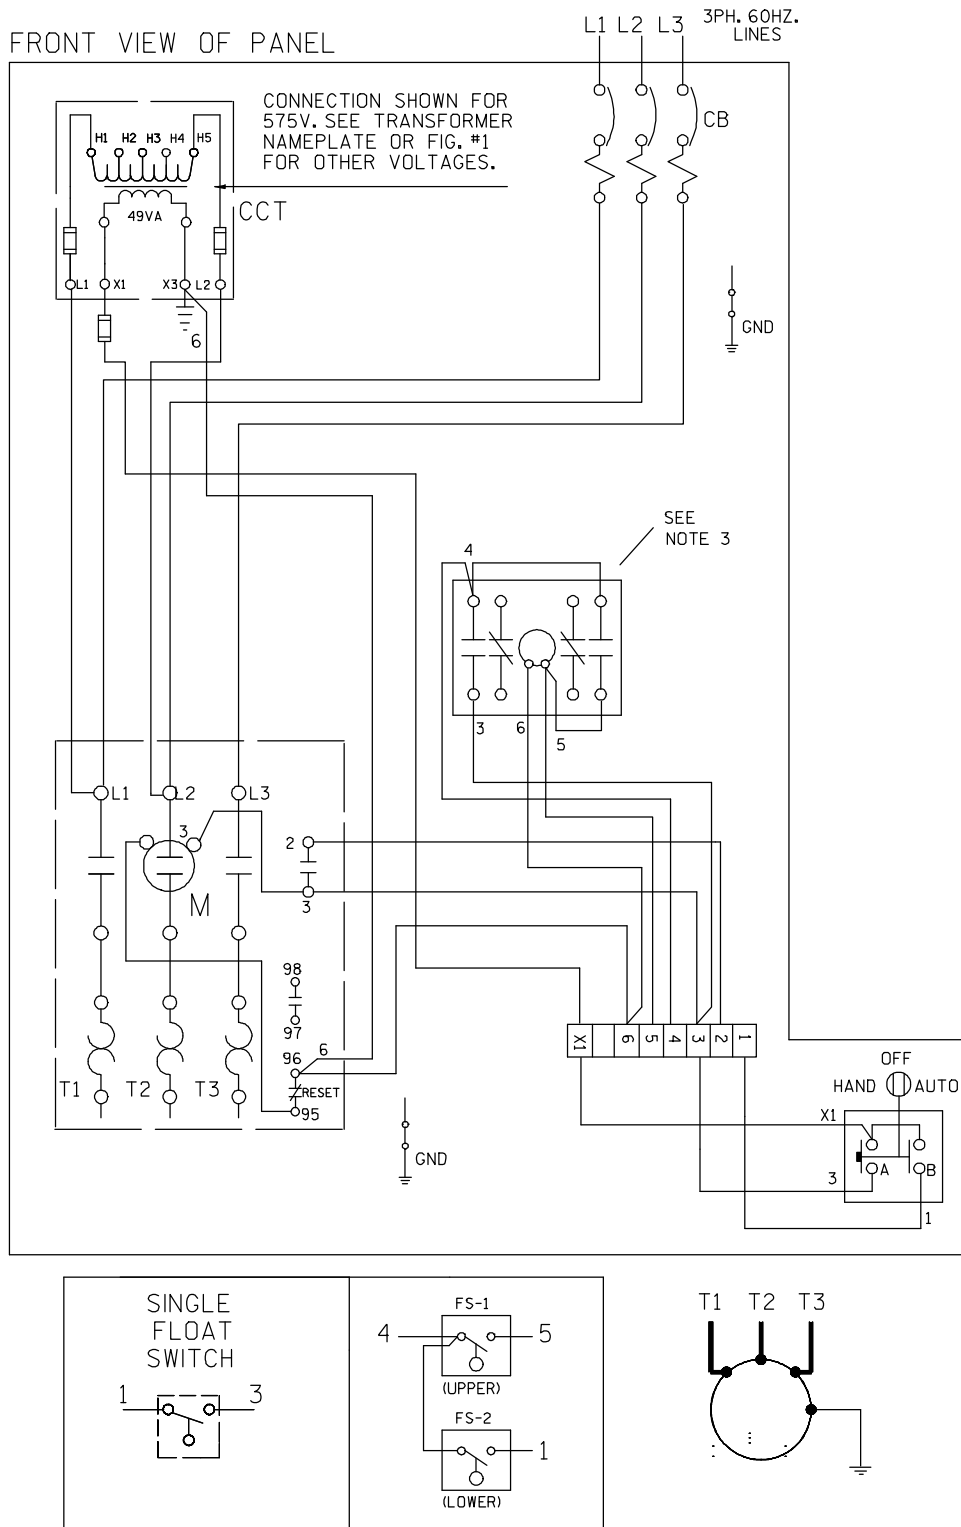 3PH. 60HZ.
LINES
L1 L2 L3
FRONT VIEW OF PANEL
CONNECTION SHOWN FOR
575V. SEE TRANSFORMER
NAMEPLATE OR FIG. #1
FOR OTHER VOLTAGES.
CB
H1 H2 H3 H4 H5
49VA
CCT
L1 X1 X3 L2
6
GND
SEE
NOTE 3
4
3 6 5
L1 L2 L3
3
2
M
3
98
97
96
6
RESET
95
T1 T2 T3
GND
X1 6 5 4 3 2 1
OFF
HAND AUTO
X1
A B
3
1
SINGLE
FLOAT
SWITCH
1 3
FS-1
4 5
(UPPER)
FS-2
1
(LOWER)
T1 T2 T3